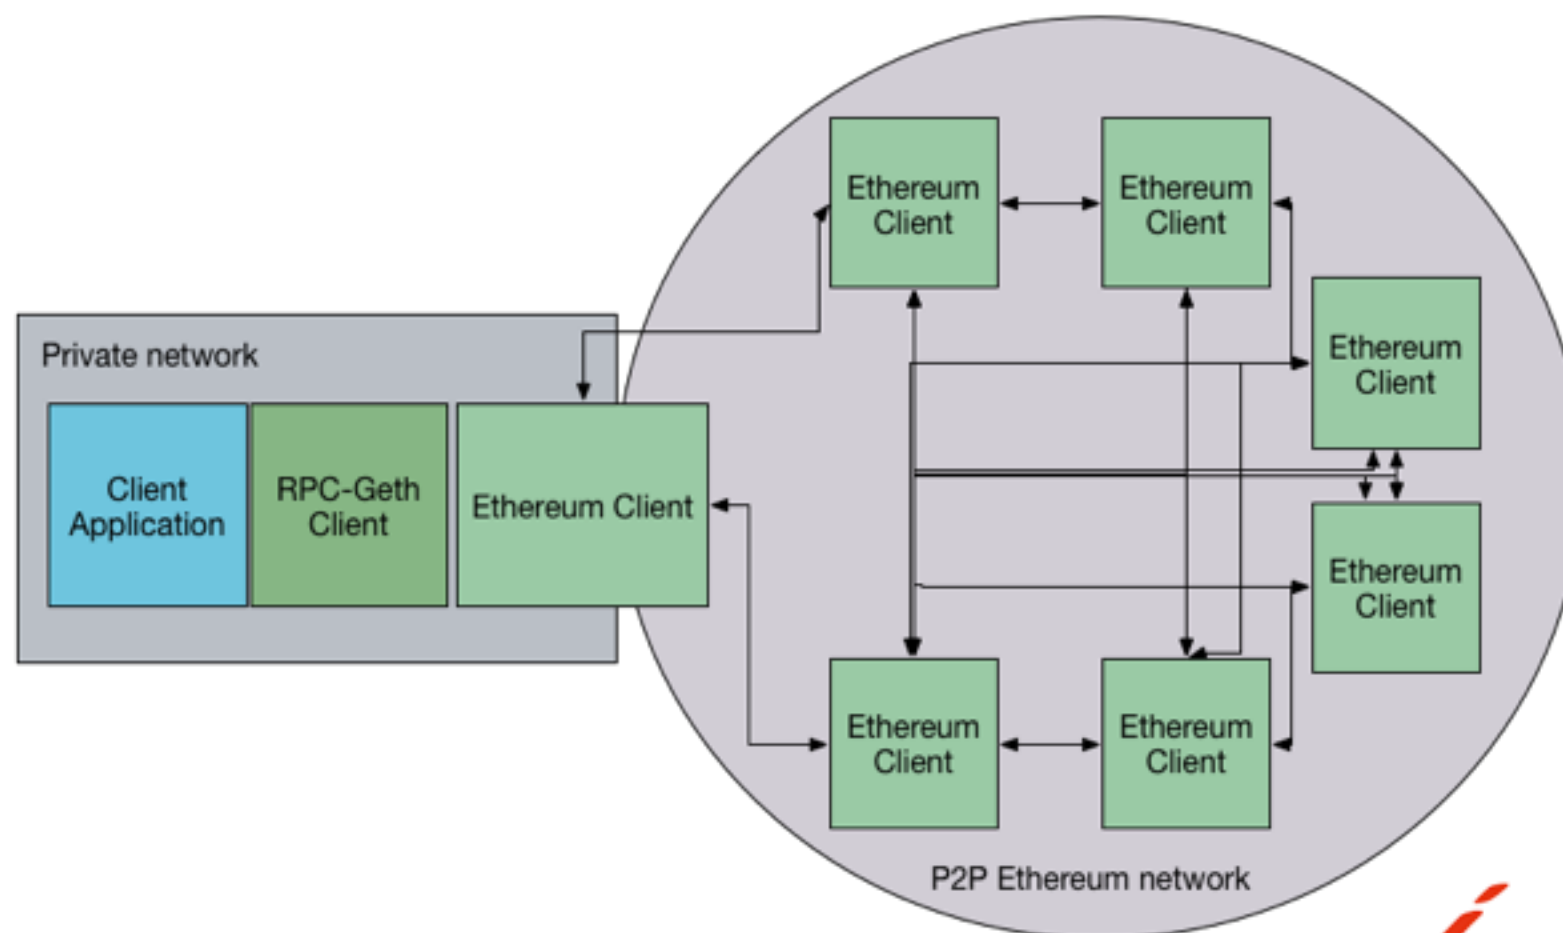 Ethereum
Client
Ethereum
Client
Private network
Ethereum
Client
Client
Application
RPC-Geth
Client
Ethereum Client
Ethereum
Client
Ethereum
Client
Ethereum
Client
P2P Ethereum network